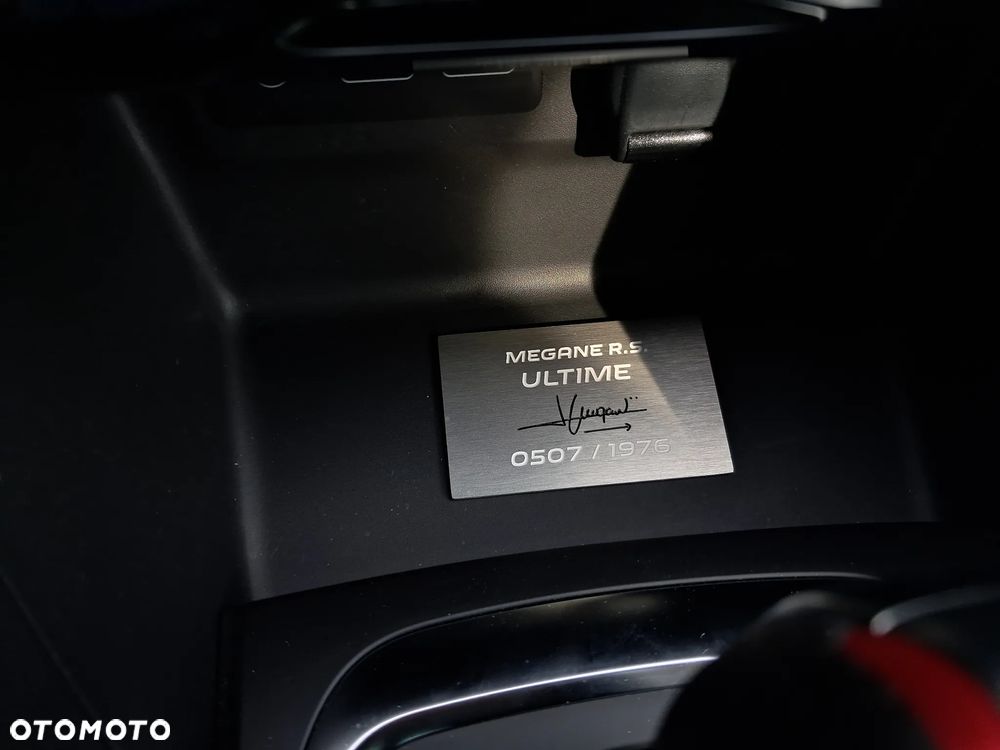 MEGANE R.S.
ULTIME
0507 / 1976
OTOMOTO